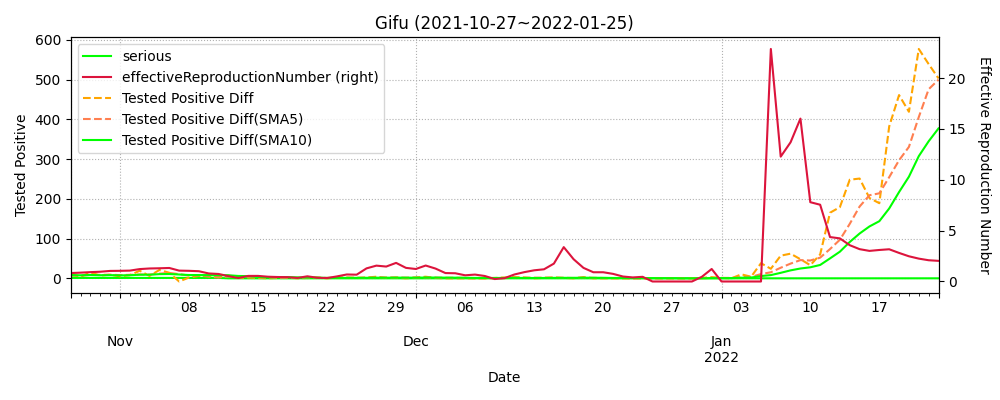 Gifu (2021-10-27~2022-01-25)
serious
effectiveReproductionNumber (right)
Tested Positive Diff
Tested Positive Diff(SMA5)
Tested Positive Diff(SMA10)
Tested Positive
600
500
400
300
200
100
0
Effective Reproduction Number
20
15
10
5
0
08 15 22 29 06 13 20 27 03 10 17
Nov Dec Jan
2022
Date